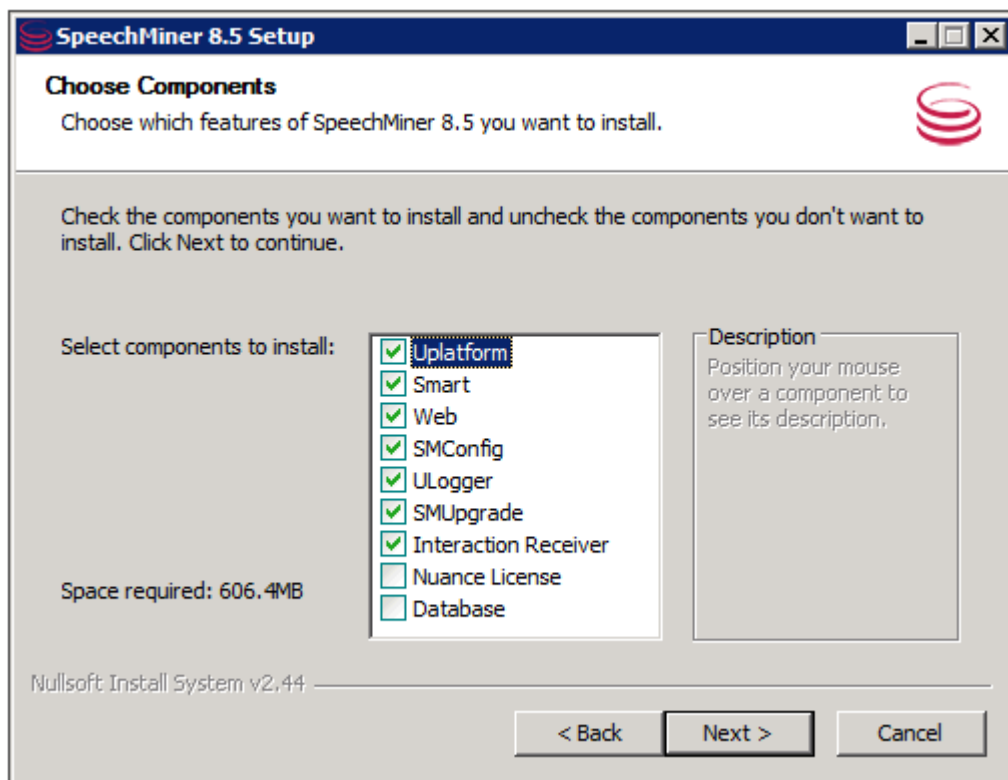 SpeechMiner 8.5 Setup
Choose Components
Choose which features of SpeechMiner 8.5 you want to install.
Check the components you want to install and uncheck the components you don't want to
install. Click Next to continue.
Select components to install:
Uplatform
Smart
Web
SMConfig
ULogger
SMUpgrade
Interaction Receiver
Nuance License
Database
Description
Position your mouse
over a component to
see its description.
Space required: 606.4MB
Nullsoft Install System v2.44
< Back
Next >
Cancel